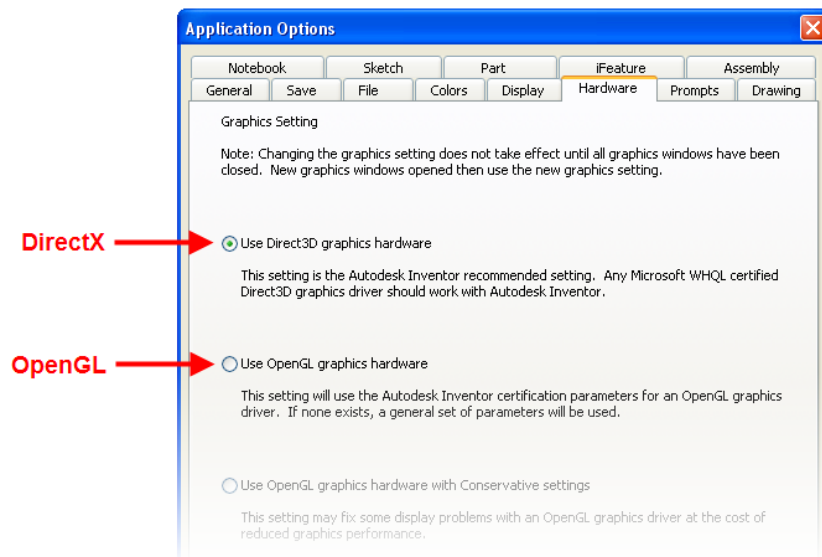 Application Options
Notebook Sketch Part iFeature Assembly
General Save File Colors Display Hardware Prompts Drawing
Graphics Setting
Note: Changing the graphics setting does not take effect until all graphics windows have been
closed. New graphics windows opened then use the new graphics setting.
DirectX
Use Direct3D graphics hardware
This setting is the Autodesk Inventor recommended setting. Any Microsoft WHQL certified
Direct3D graphics driver should work with Autodesk Inventor.
OpenGL
Use OpenGL graphics hardware
This setting will use the Autodesk Inventor certification parameters for an OpenGL graphics
driver. If none exists, a general set of parameters will be used.
Use OpenGL graphics hardware with Conservative settings
This setting may fix some display problems with an OpenGL graphics driver at the cost of
reduced graphics performance.